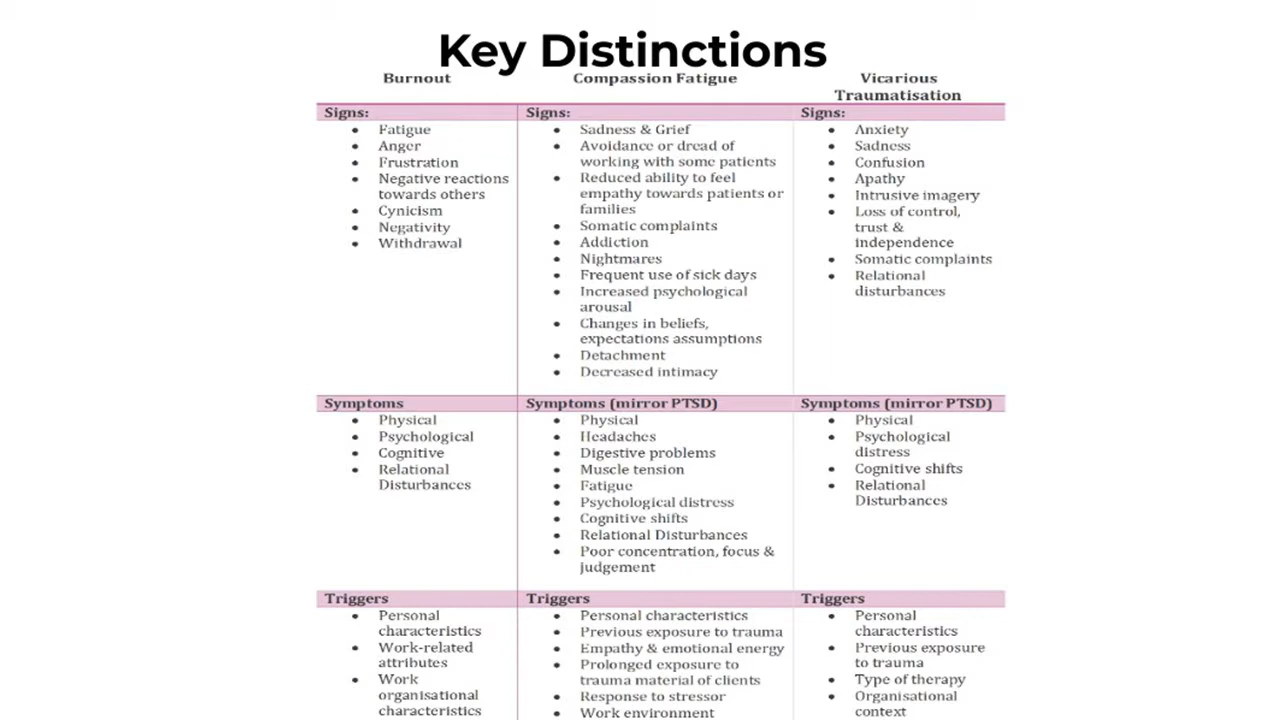 Key Distinctions
Burnout
Compassion Fatigue
Vicarious
Traumatisation
Signs:
Fatigue
Anger
Frustration
Negative reactions
towards others
Cynicism
Negativity
Withdrawal
Signs:
Sadness & Grief
Avoidance or dread of
working with some patients
Reduced ability to feel
empathy towards patients or
families
Somatic complaints
Addiction
Nightmares
Frequent use of sick days
Increased psychological
arousal
Changes in beliefs,
expectations assumptions
Detachment
Decreased intimacy
Signs:
Anxiety
Sadness
Confusion
Apathy
Intrusive imagery
Loss of control,
trust &
independence
Somatic complaints
Relational
disturbances
Symptoms
Physical
Psychological
Cognitive
Relational
Disturbances
Symptoms (mirror PTSD)
Physical
Headaches
Digestive problems
Muscle tension
Fatigue
Psychological distress
Cognitive shifts
Relational Disturbances
Poor concentration, focus &
judgement
Symptoms (mirror PTSD)
Physical
Psychological
distress
Cognitive shifts
Relational
Disturbances
Triggers
Personal
characteristics
Work-related
attributes
Work
organisational
characteristics
Triggers
Personal characteristics
Previous exposure to trauma
Empathy & emotional energy
Prolonged exposure to
trauma material of clients
Response to stressor
Work environment
Triggers
Personal
characteristics
Previous exposure
to trauma
Type of therapy
Organisational
context